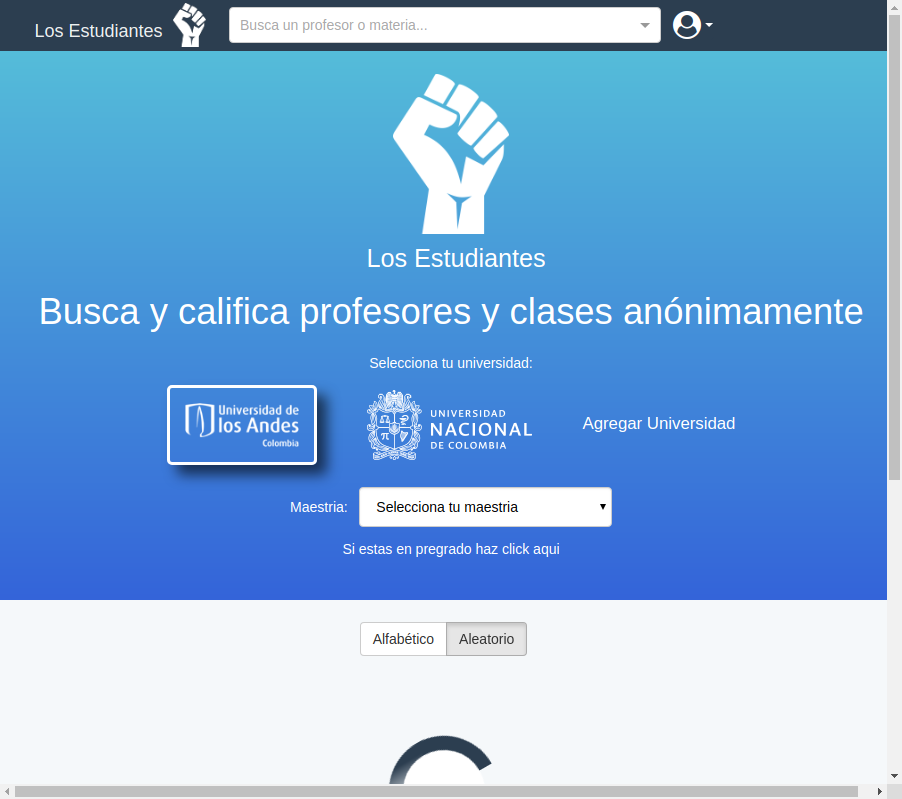 Los Estudiantes
Busca un profesor o materia...
Los Estudiantes
Busca y califica profesores y clases anónimamente
Selecciona tu universidad:
Universidad de
los Andes
Colombia
UNIVERSIDAD
NACIONAL
DE COLOMBIA
Agregar Universidad
Maestria:
Selecciona tu maestria
Si estas en pregrado haz click aqui
Alfabético
Aleatorio